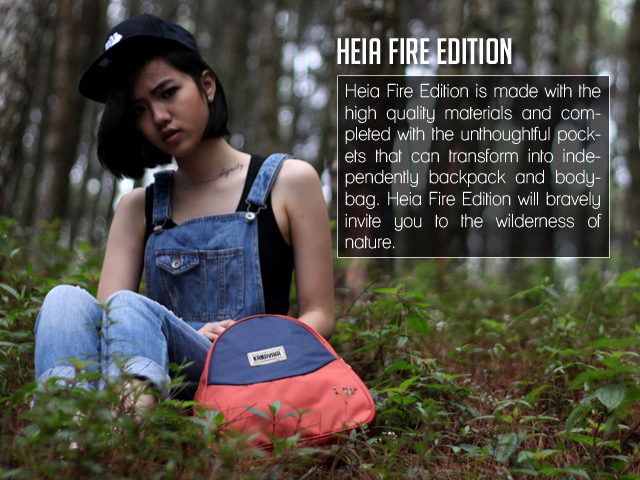 HEIA FIRE EDITION
Heia Fire Edition is made with the
high quality materials and com-
pleted with the unthoughtful pock-
ets that can transform into inde-
pendently backpack and body-
bag. Heia Fire Edition will bravely
invite you to the wilderness of
nature.